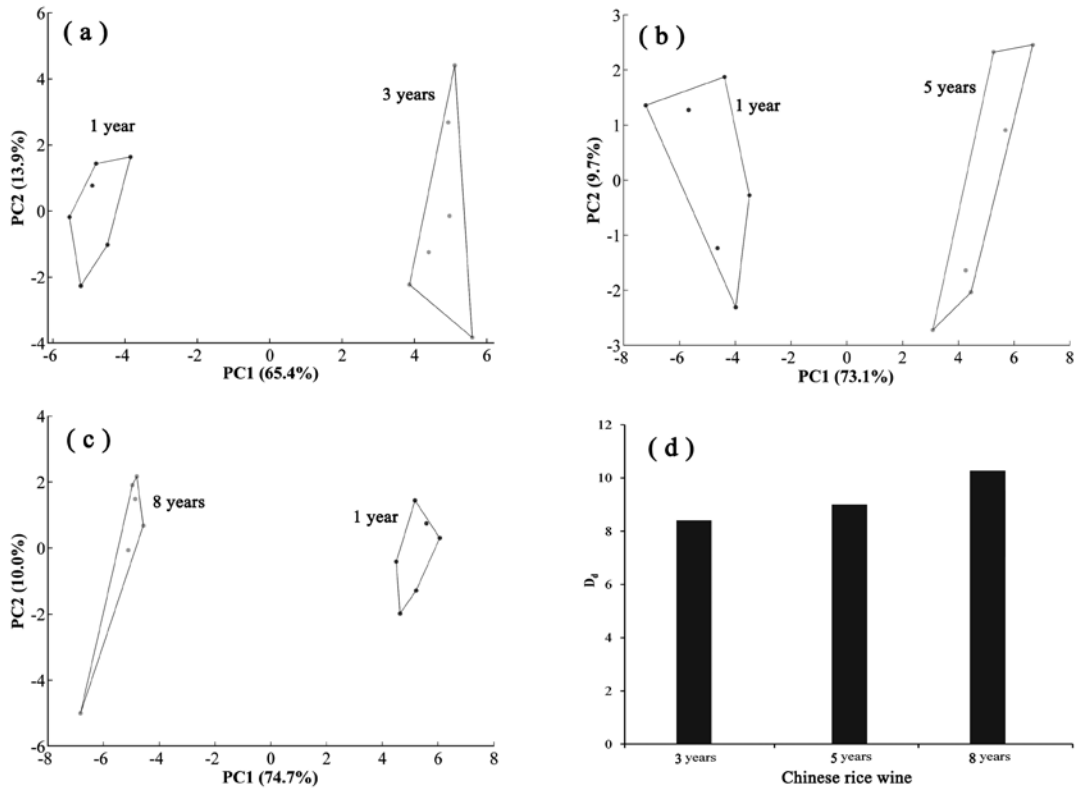 ( a )
6
4
2
0
-2
-4
-6 -4 -2 0 2 4 6
PC2 (13.9%)
PC1 (65.4%)
1 year
3 years
( b )
3
2
1
0
-1
-2
-3
-8 -6 -4 -2 0 2 4 6 8
PC2 (9.7%)
PC1 (73.1%)
1 year
5 years
( c )
4
2
0
-2
-4
-6
-8 -6 -4 -2 0 2 4 6 8
PC2 (10.0%)
PC1 (74.7%)
8 years
1 year
( d )
12
10
8
6
4
2
0
Dd
3 years 5 years 8 years
Chinese rice wine